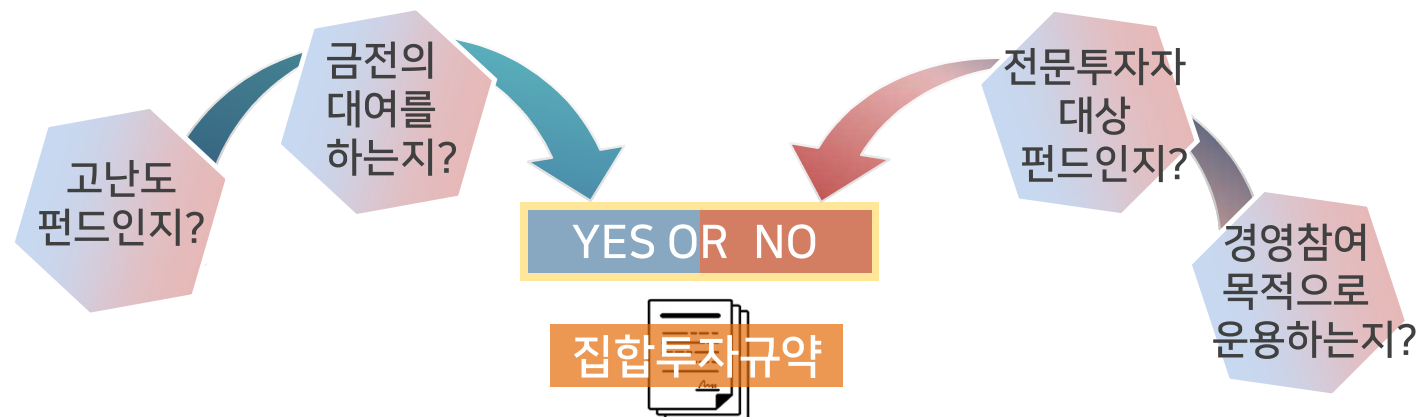 고난도
펀드인지?
금전의
대여를
하는지?
전문투자자
대상
펀드인지?
경영참여
목적으로
운용하는지?
YES OR NO
집합투자규약